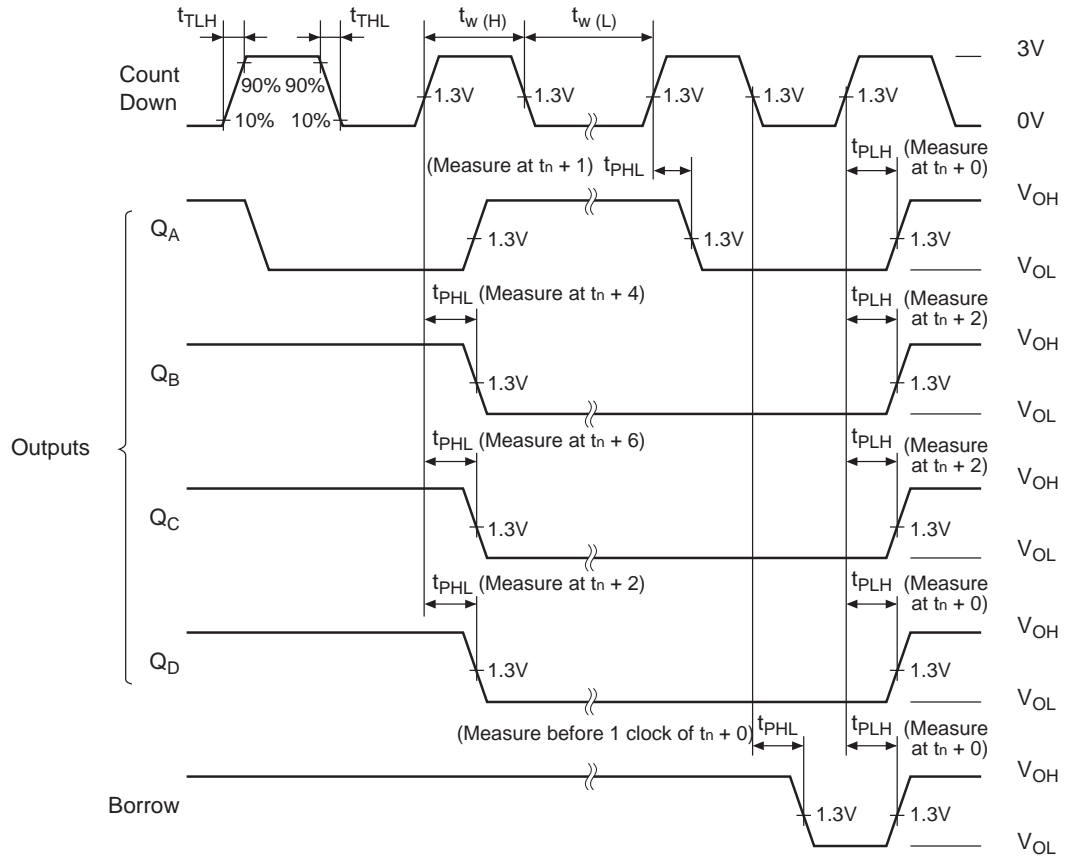 tTLH tTHL tw (H) tw (L)
3V
Count
Down
90% 90% 1.3V 1.3V 1.3V 1.3V 1.3V
10% 10%
0V
(Measure at tn + 1) tPHL tPLH (Measure
at tn + 0)
VOH
QA
1.3V 1.3V 1.3V
VOL
tPHL (Measure at tn + 4) tPLH (Measure
at tn + 2)
VOH
QB
1.3V 1.3V
VOL
Outputs
tPHL (Measure at tn + 6) tPLH (Measure
at tn + 2)
VOH
QC
1.3V 1.3V
VOL
tPHL (Measure at tn + 2) tPLH (Measure
at tn + 0)
VOH
QD
1.3V 1.3V
VOL
(Measure before 1 clock of tn + 0) tPHL tPLH (Measure
at tn + 0)
VOH
Borrow
1.3V 1.3V
VOL